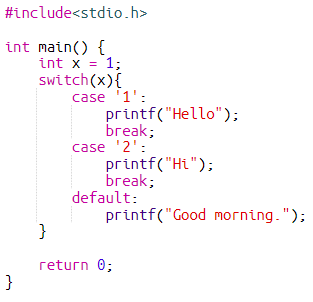 #include<stdio.h>
int main() {
int x = 1;
switch(x){
case '1':
printf("Hello");
break;
case '2':
printf("Hi");
break;
default:
printf("Good morning.");
}
return 0;
}